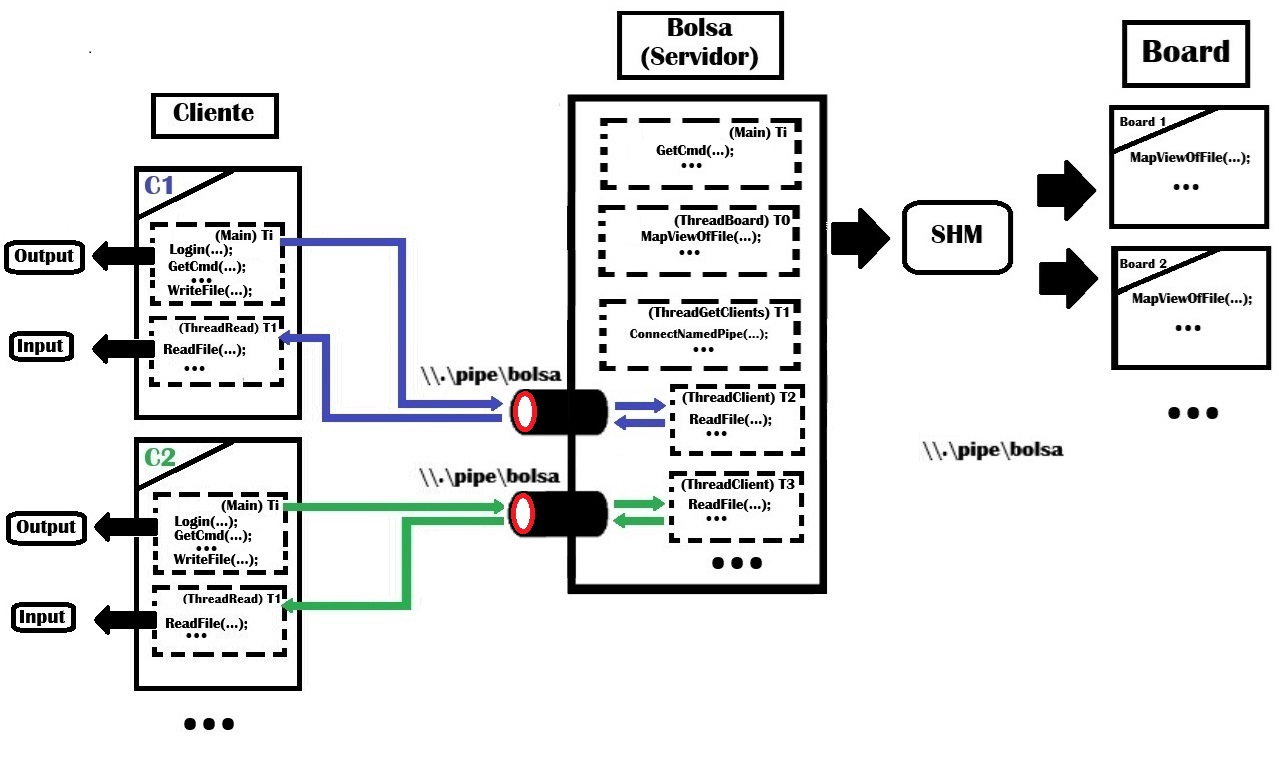 Cliente
C1
(Main) Ti
Login(...);
GetCmd(...);
...
WriteFile(...);
Output
(ThreadRead) T1
ReadFile(...);
...
Input
C2
(Main) Ti
Login(...);
GetCmd(...);
...
WriteFile(...);
Output
(ThreadRead) T1
ReadFile(...);
...
Input
...
\\.\pipe\bolsa
\\.\pipe\bolsa
Bolsa
(Servidor)
(Main) Ti
GetCmd(...);
...
(ThreadBoard) T0
MapViewOfFile(...);
...
(ThreadGetClients) T1
ConnectNamedPipe(...);
...
(ThreadClient) T2
ReadFile(...);
...
(ThreadClient) T3
ReadFile(...);
...
...
SHM
Board
Board 1
MapViewOfFile(...);
...
Board 2
MapViewOfFile(...);
...
...
\\.\pipe\bolsa